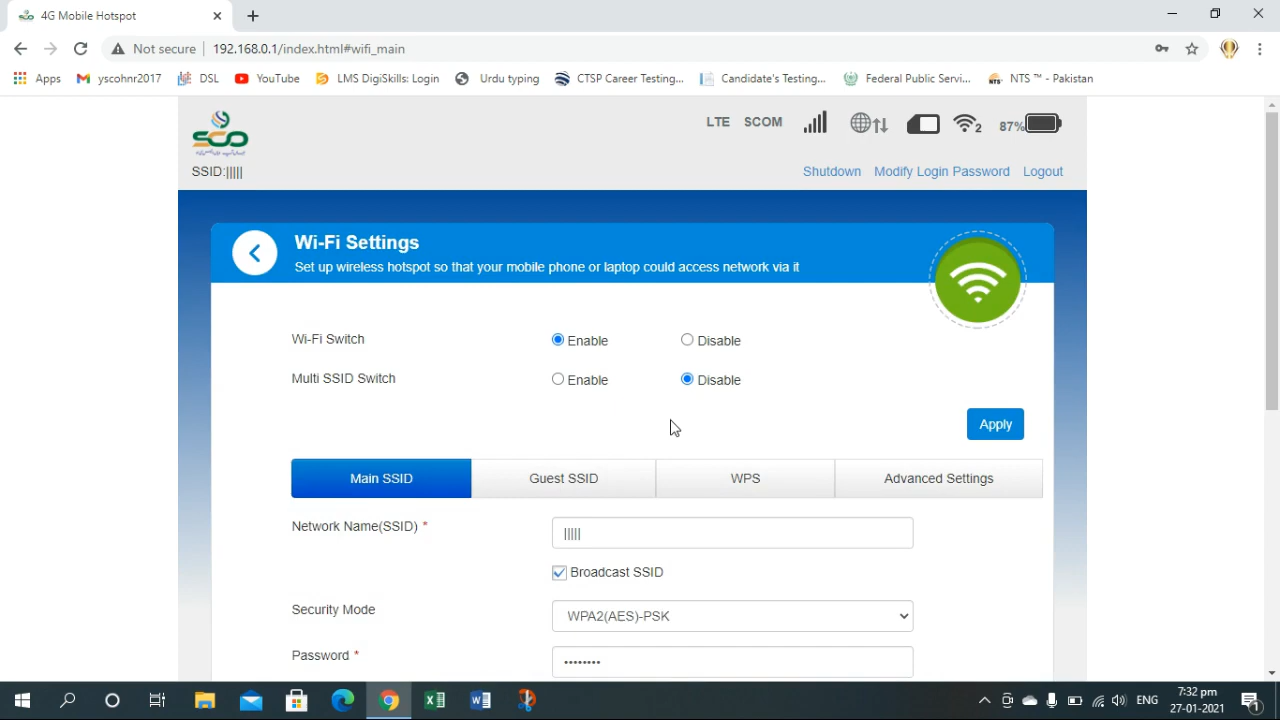 4G Mobile Hotspot
Not secure
192.168.0.1/index.html#wifi_main
Apps
yscohnr2017
DSL
YouTube
LMS DigiSkills: Login
Urdu typing
CTSP Career Testing...
Candidate's Testing...
Federal Public Servi...
NTS ™ - Pakistan
SCO
LTE SCOM 2 87%
SSID:|||||
Shutdown Modify Login Password Logout
Wi-Fi Settings
Set up wireless hotspot so that your mobile phone or laptop could access network via it
Wi-Fi Switch Enable Disable
Multi SSID Switch Enable Disable
Apply
Main SSID Guest SSID WPS Advanced Settings
Network Name(SSID) * |||||
Broadcast SSID
Security Mode WPA2(AES)-PSK
Password * ••••••••
ENG
7:32 pm
27-01-2021
1